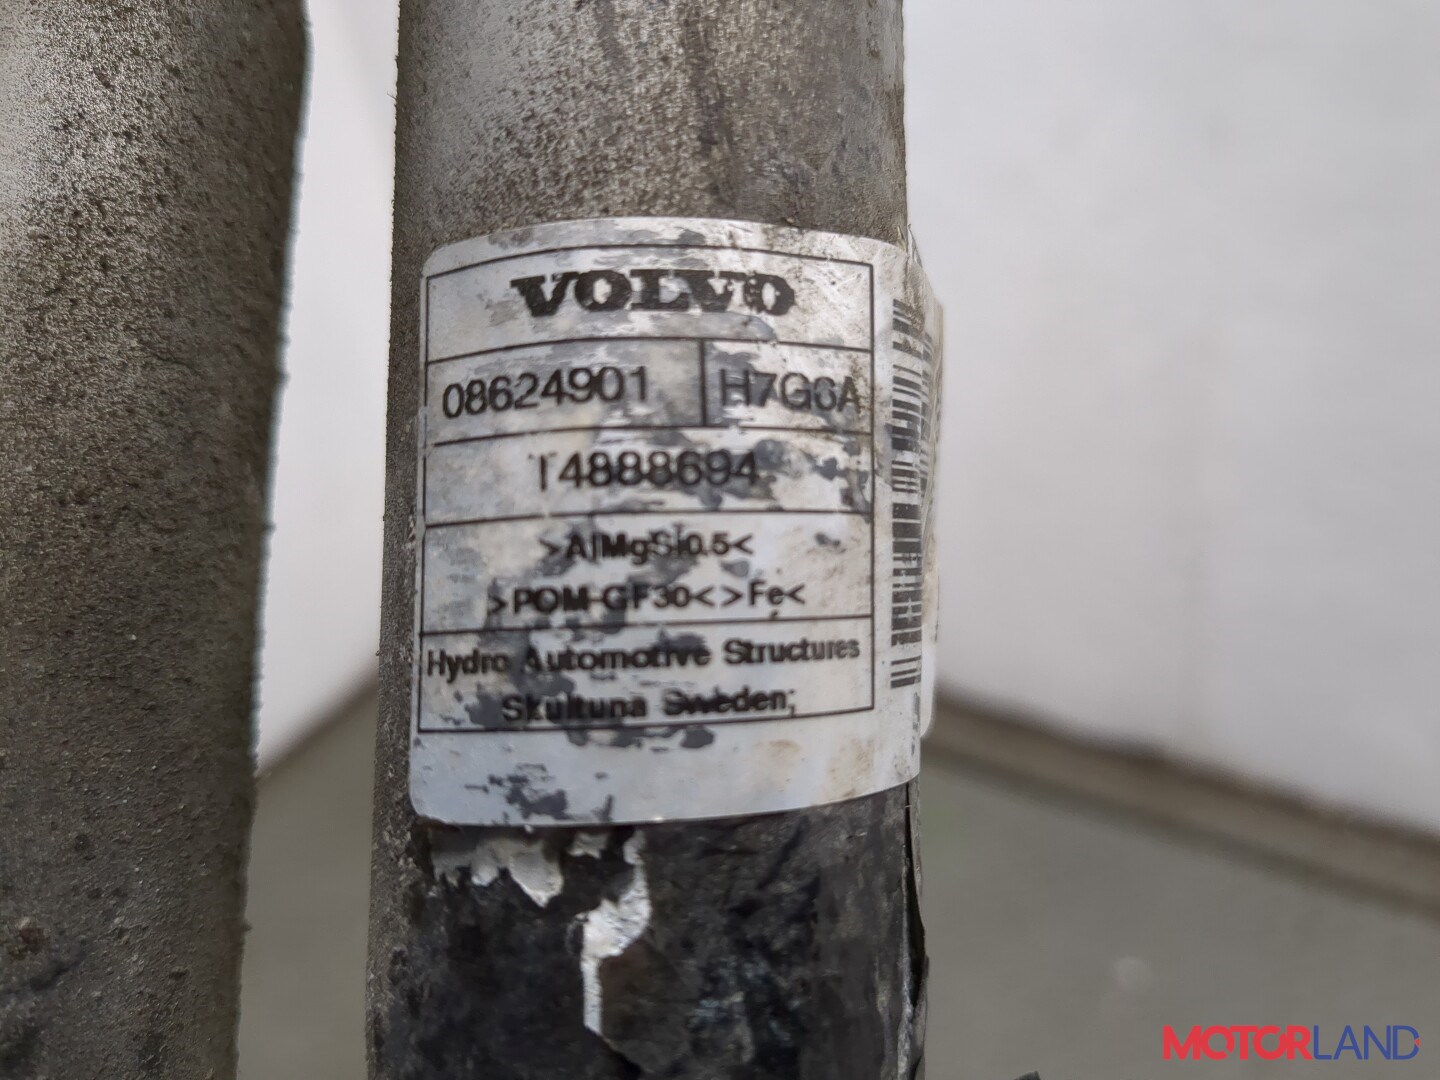 VOLVO
08624901 H7G6A
14888694
>AlMgSi0.5<
>POM-GF30<>Fe<
Hydro Automotive Structures
Skultuna Sweden;
MOTORLAND